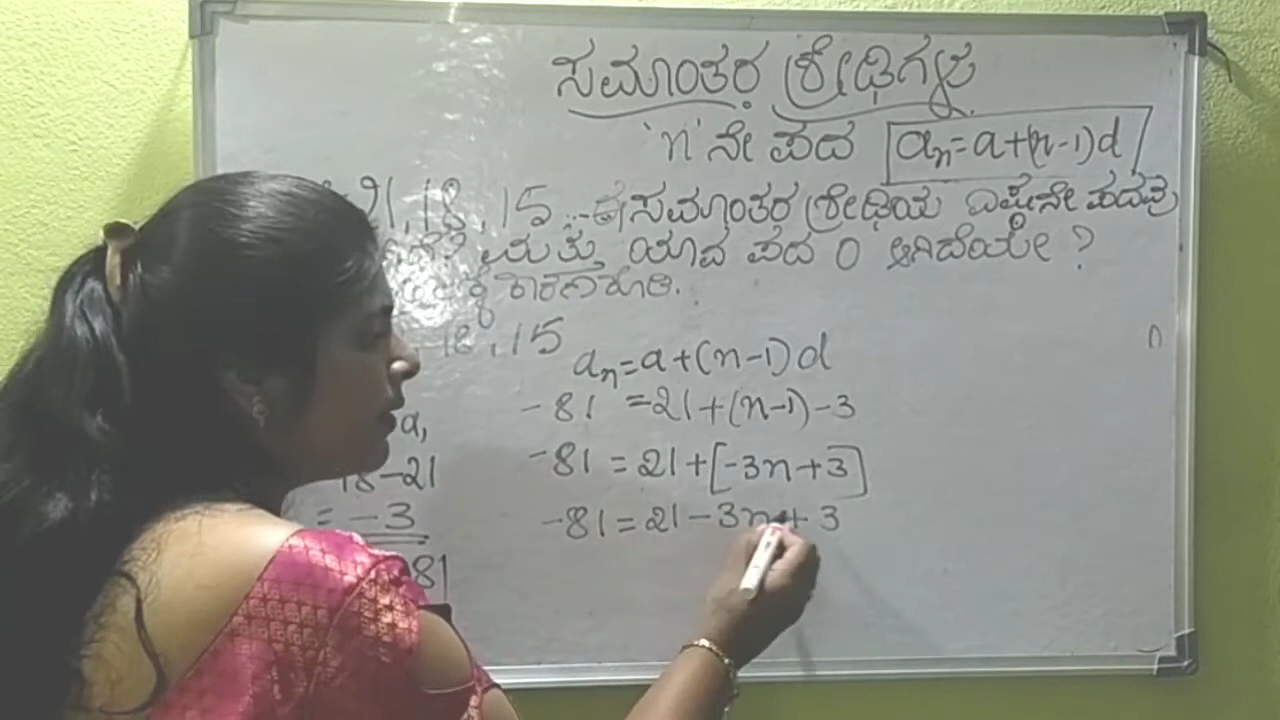 ಸಮಾಂತರ ಶ್ರೇಢಿಗಳು
'n' ನೇ ಪದ aₙ=a+(n-1)d
21,18,15... ಈ ಸಮಾಂತರ ಶ್ರೇಢಿಯ ಎಷ್ಟನೇ ಪದವು
ಮತ್ತು ಯಾವ ಪದ 0 ಆಗಿದೆಯೇ ?
ಕಾರಣಕೊಡಿ.
18,15
aₙ=a+(n-1)d
-81 =21+(n-1)-3
a,
-81 = 21+[-3n+3]
18-21
-81=21-3n+3
= -3
81
n